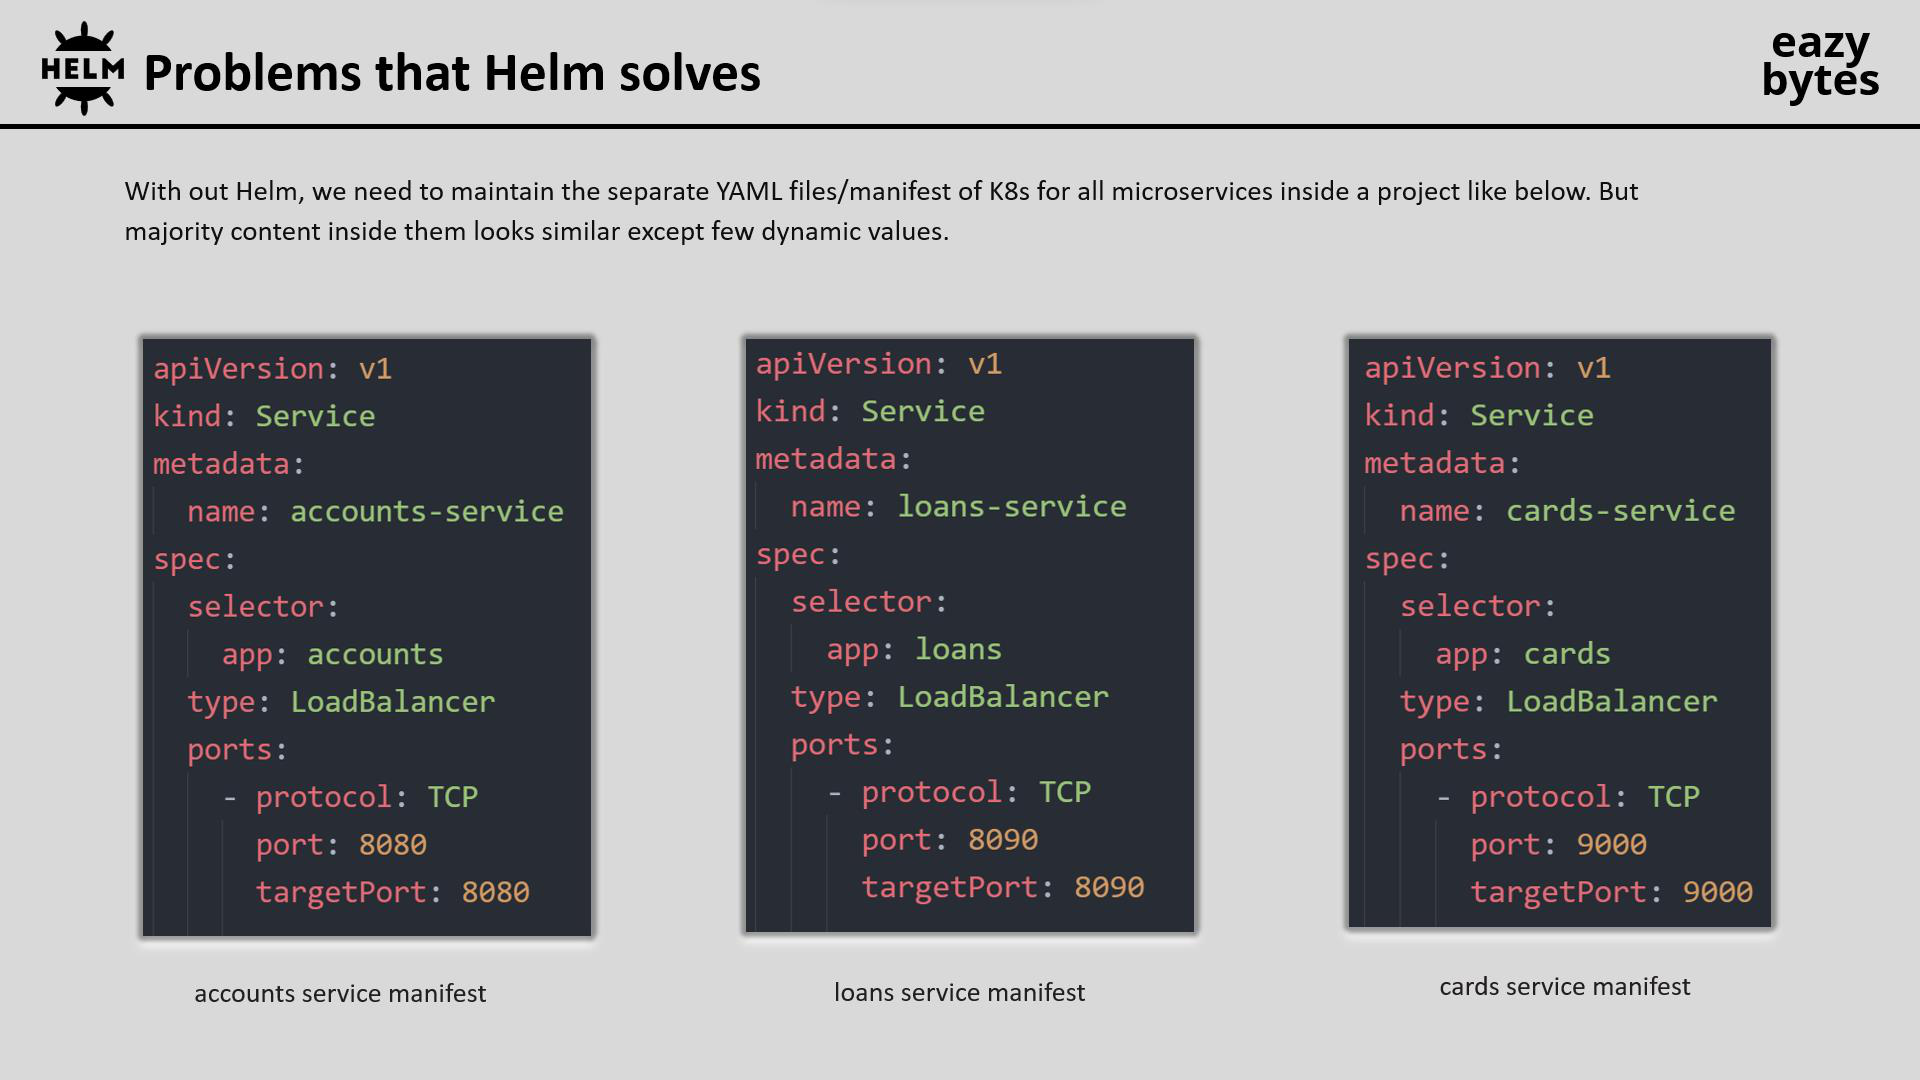 HELM
Problems that Helm solves
eazy
bytes
With out Helm, we need to maintain the separate YAML files/manifest of K8s for all microservices inside a project like below. But
majority content inside them looks similar except few dynamic values.
apiVersion: v1
kind: Service
metadata:
  name: accounts-service
spec:
  selector:
    app: accounts
  type: LoadBalancer
  ports:
    - protocol: TCP
      port: 8080
      targetPort: 8080
accounts service manifest
apiVersion: v1
kind: Service
metadata:
  name: loans-service
spec:
  selector:
    app: loans
  type: LoadBalancer
  ports:
    - protocol: TCP
      port: 8090
      targetPort: 8090
loans service manifest
apiVersion: v1
kind: Service
metadata:
  name: cards-service
spec:
  selector:
    app: cards
  type: LoadBalancer
  ports:
    - protocol: TCP
      port: 9000
      targetPort: 9000
cards service manifest